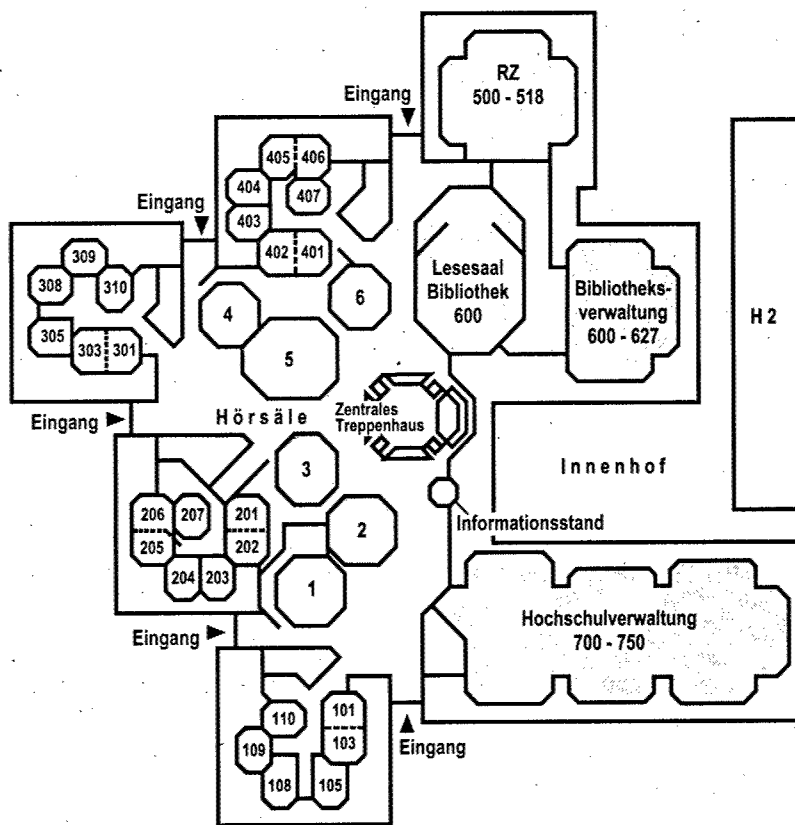 RZ
500 - 518
Eingang
405
406
404
407
403
402
401
Eingang
309
308
310
305
303
301
Lesesaal
Bibliothek
600
Bibliotheks-
verwaltung
600 - 627
H 2
4
6
5
Eingang
Hörsäle
Zentrales
Treppenhaus
3
Innenhof
206
207
201
205
202
204
203
2
Informationsstand
1
Hochschulverwaltung
700 - 750
Eingang
110
101
109
103
108
105
Eingang